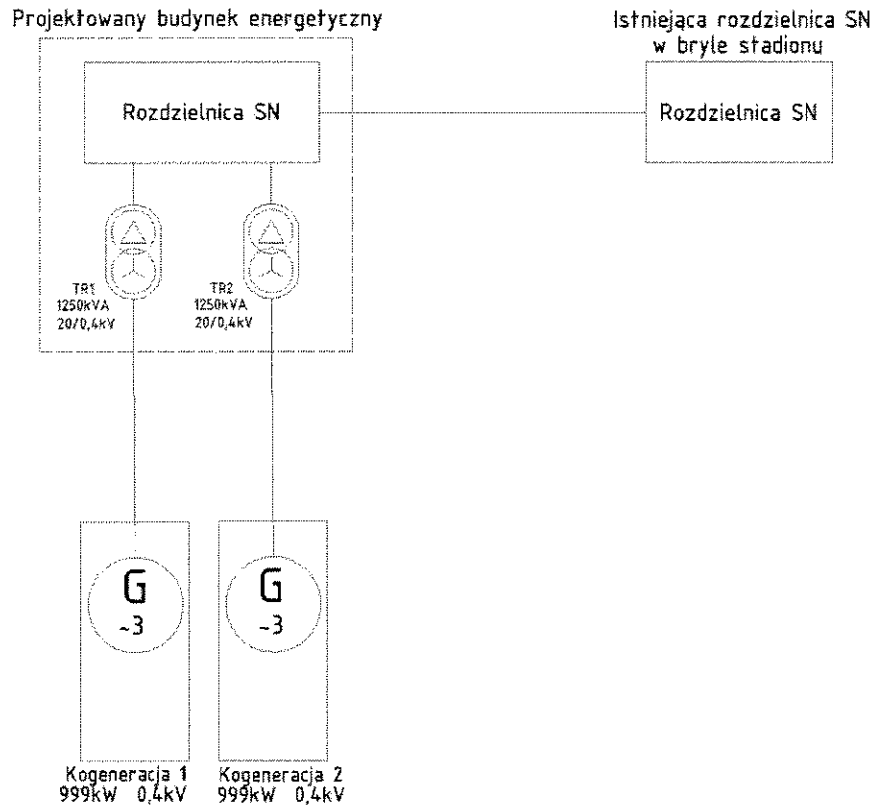 Projektowany budynek energetyczny
Istniejąca rozdzielnica SN
w bryle stadionu
Rozdzielnica SN
Rozdzielnica SN
TR1
1250kVA
20/0,4kV
TR2
1250kVA
20/0,4kV
G
~3
G
~3
Kogeneracja 1
999kW 0,4kV
Kogeneracja 2
999kW 0,4kV